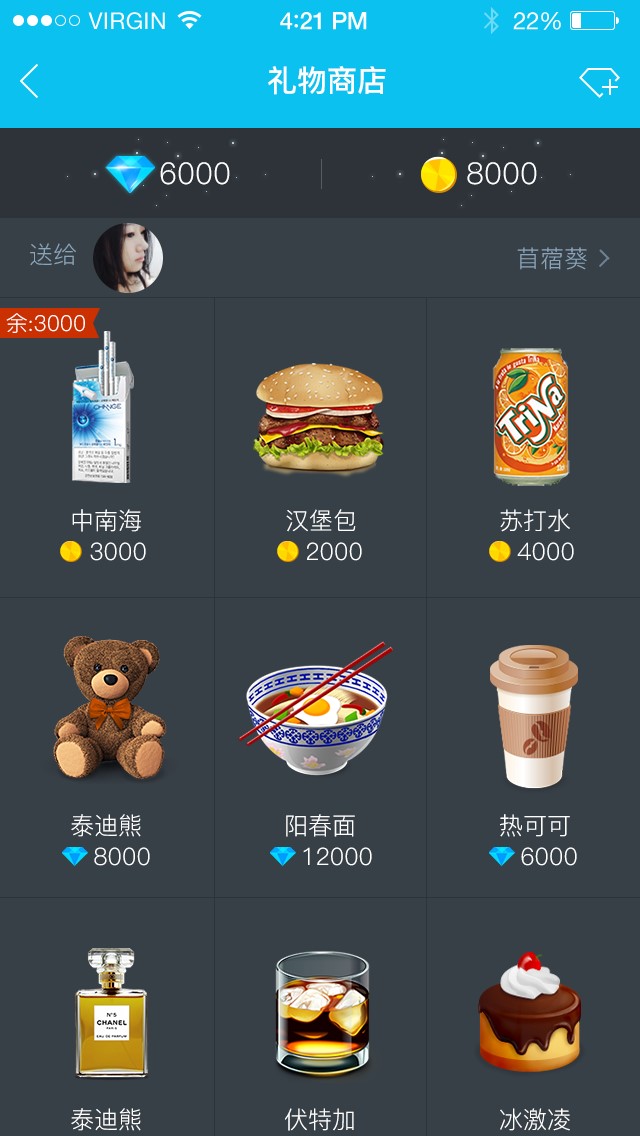 VIRGIN 4:21 PM 22%
礼物商店
6000 8000
送给 苜蓿葵
余:3000
CHANGE
TriNa
中南海 汉堡包 苏打水
3000 2000 4000
泰迪熊 阳春面 热可可
8000 12000 6000
N°5
CHANEL
PARIS
EAU DE PARFUM
泰迪熊 伏特加 冰激凌